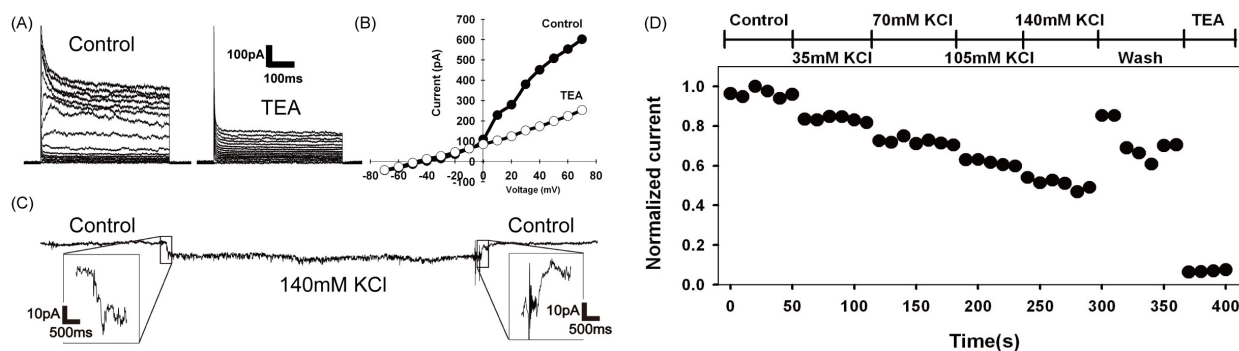 (A)
Control
100pA
100ms
TEA
(B)
Control
TEA
Current (pA)
700
600
500
400
300
200
100
0
-100
-80 -60 -40 -20 0 20 40 60 80
Voltage (mV)
(C)
Control
Control
140mM KCl
10pA
500ms
10pA
500ms
(D)
Control 70mM KCl 140mM KCl TEA
35mM KCl 105mM KCl Wash
Normalized current
1.0
0.8
0.6
0.4
0.2
0.0
0 50 100 150 200 250 300 350 400
Time(s)